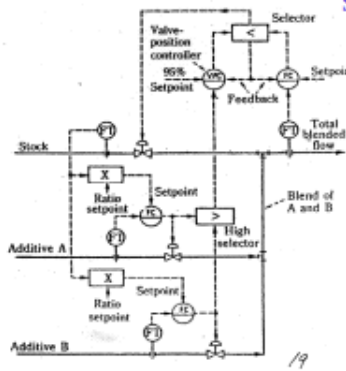 Selector
<
Valve-
position
controller
VPC
FC
95%
Setpoint
Setpoint
Feedback
FT
FT
Total
blended
flow
Stock
X
Setpoint
Ratio
setpoint
FC
>
Blend of
A and B
High
selector
FT
Additive A
X
Setpoint
Ratio
setpoint
FC
FT
Additive B
19